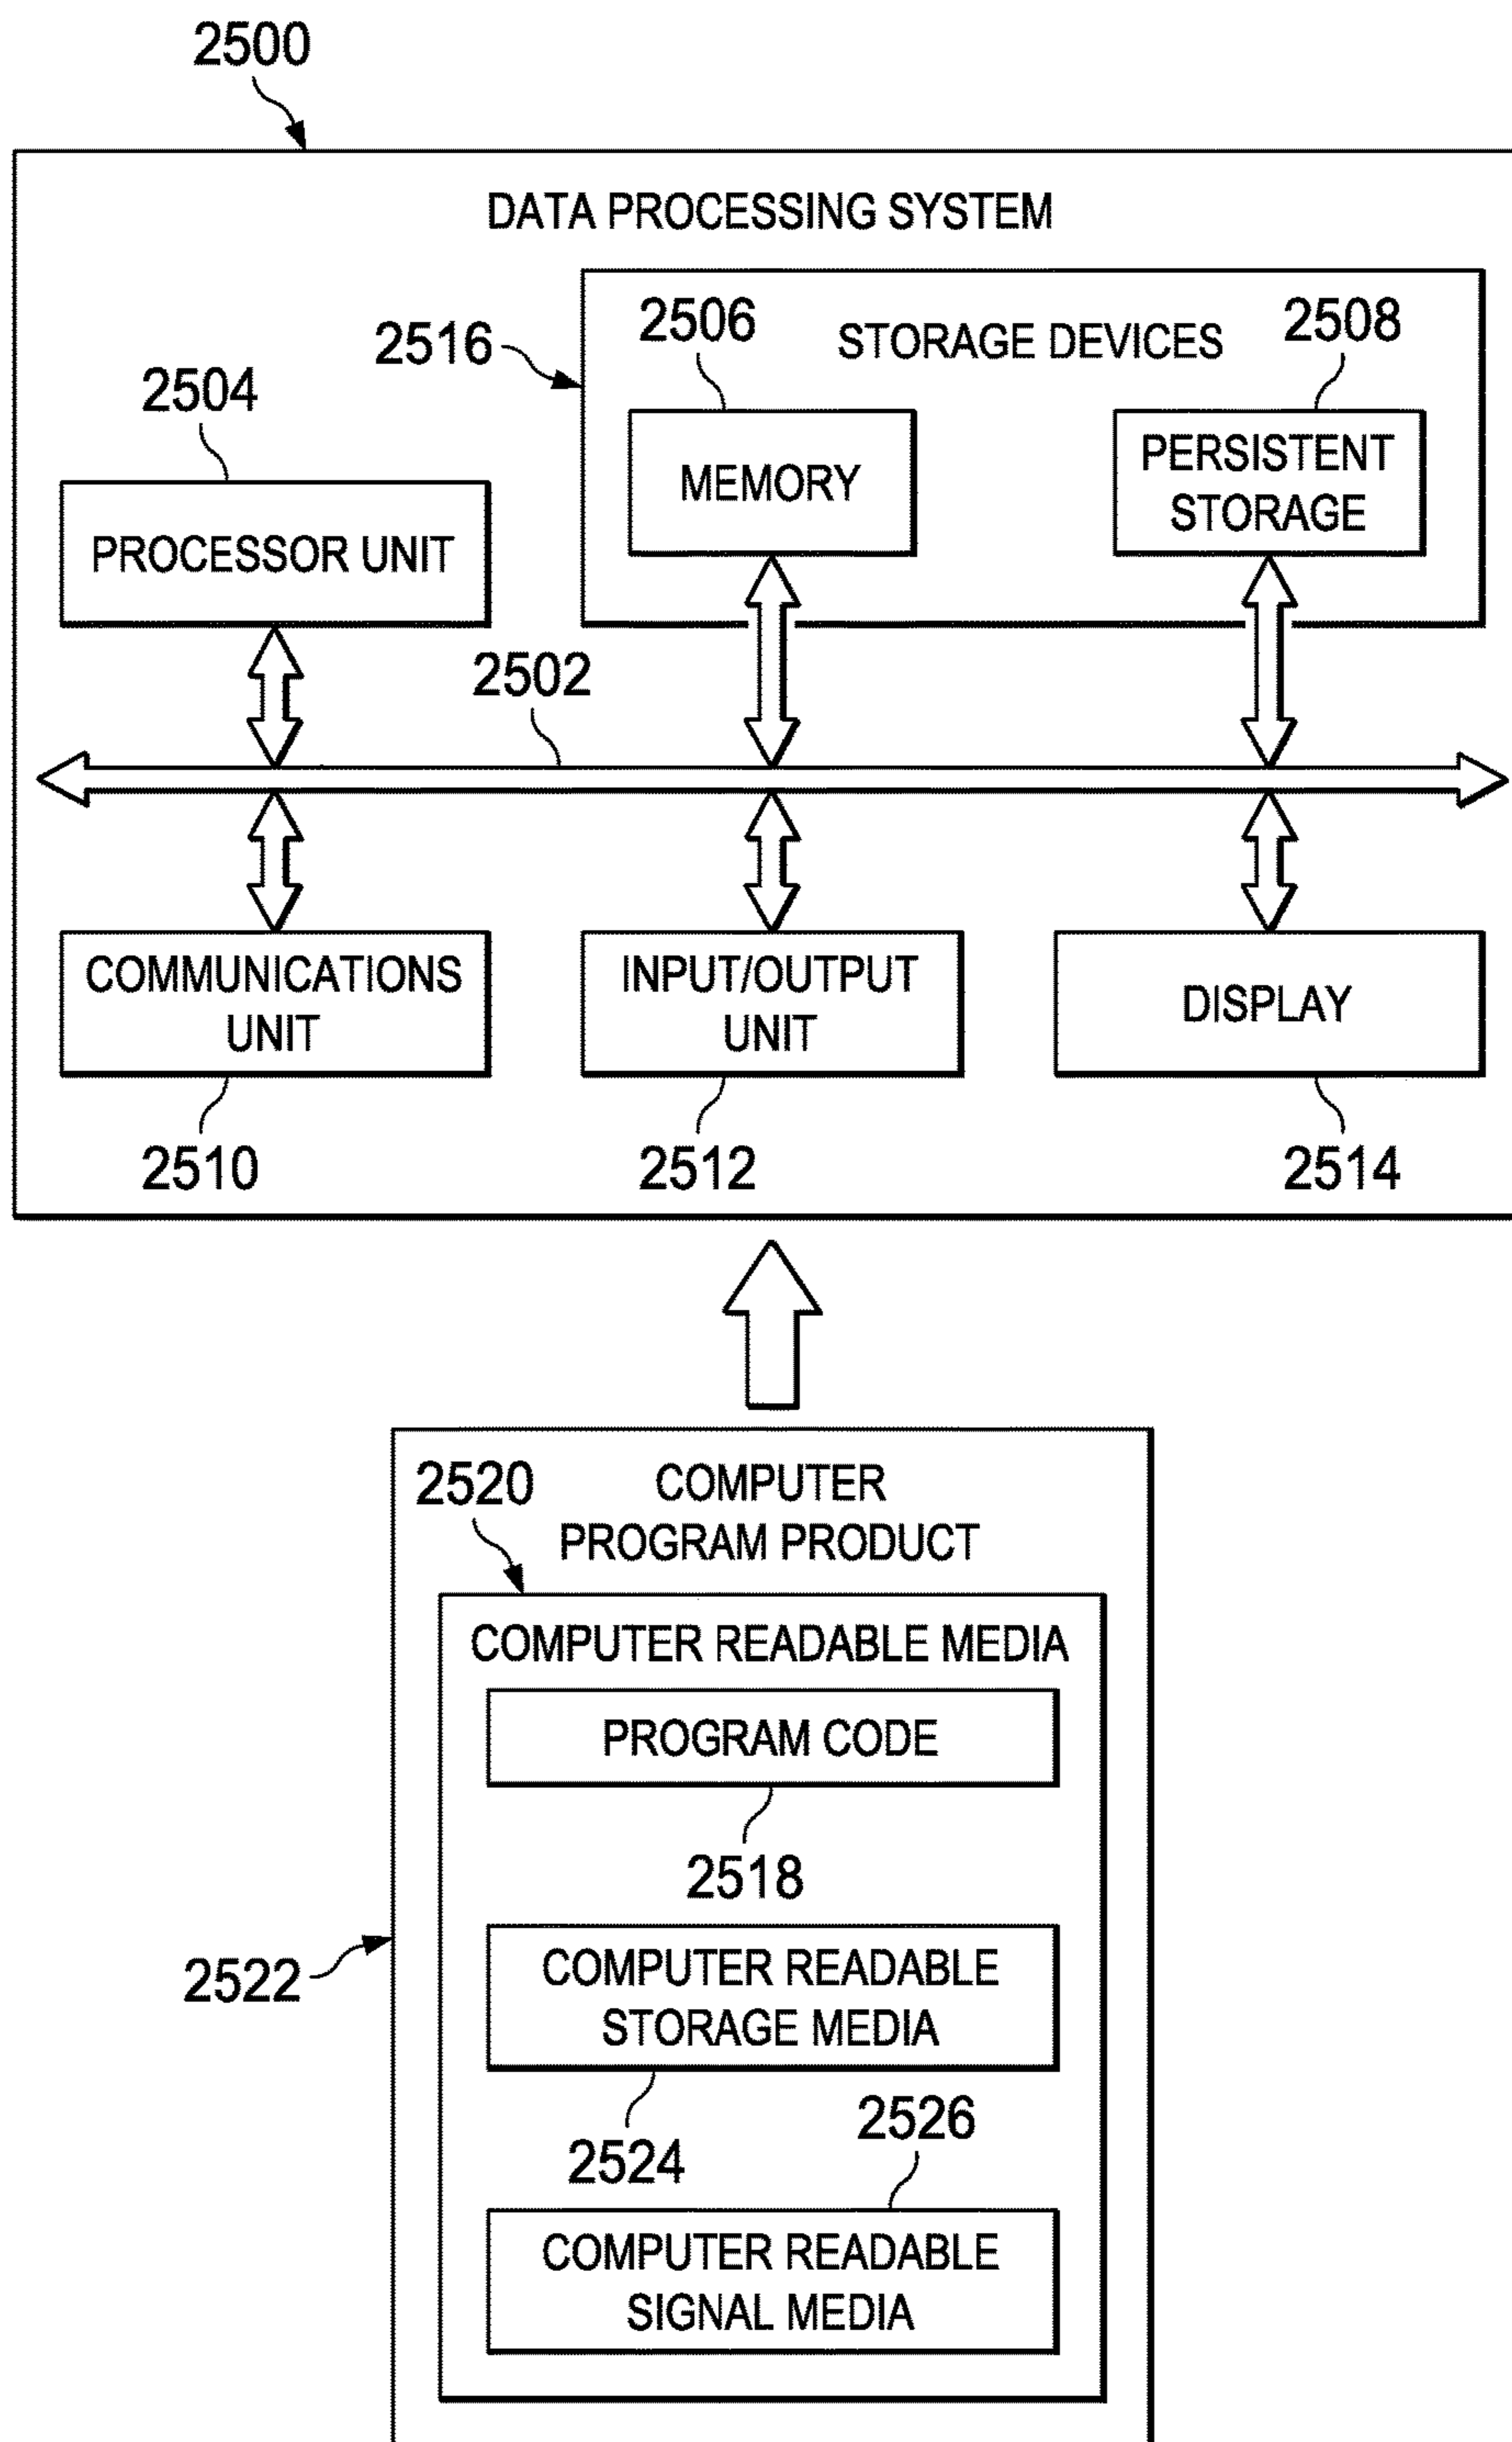 2500
DATA PROCESSING SYSTEM
2516
2506
STORAGE DEVICES
2508
2504
MEMORY
PERSISTENT
STORAGE
PROCESSOR UNIT
2502
COMMUNICATIONS
UNIT
INPUT/OUTPUT
UNIT
DISPLAY
2510
2512
2514
2520
COMPUTER
PROGRAM PRODUCT
COMPUTER READABLE MEDIA
PROGRAM CODE
2518
2522
COMPUTER READABLE
STORAGE MEDIA
2524
2526
COMPUTER READABLE
SIGNAL MEDIA